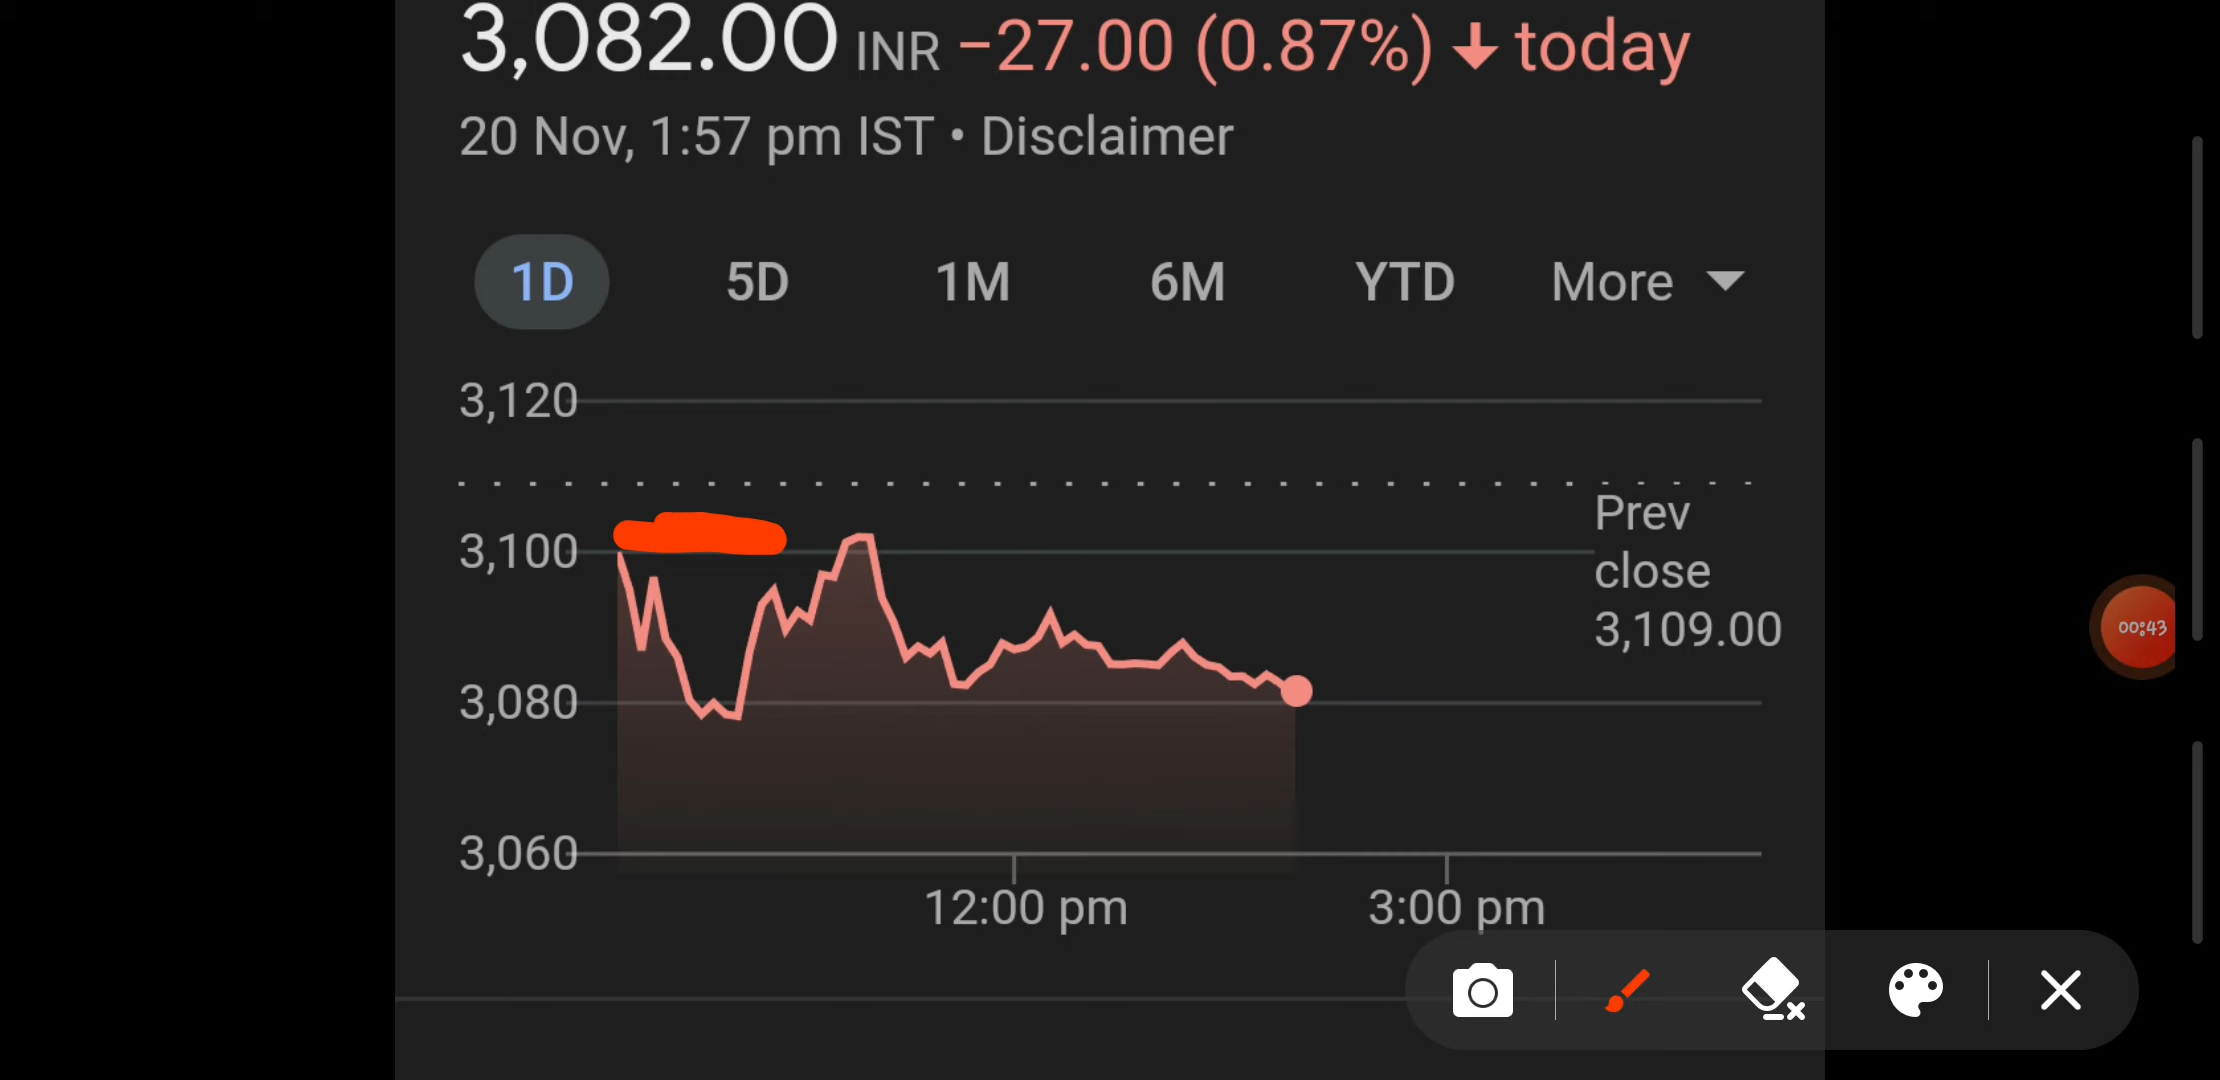 3,082.00 INR −27.00 (0.87%) ↓ today
20 Nov, 1:57 pm IST • Disclaimer
1D 5D 1M 6M YTD More
3,120
3,100
3,080
3,060
Prev
close
3,109.00
12:00 pm 3:00 pm
00:43